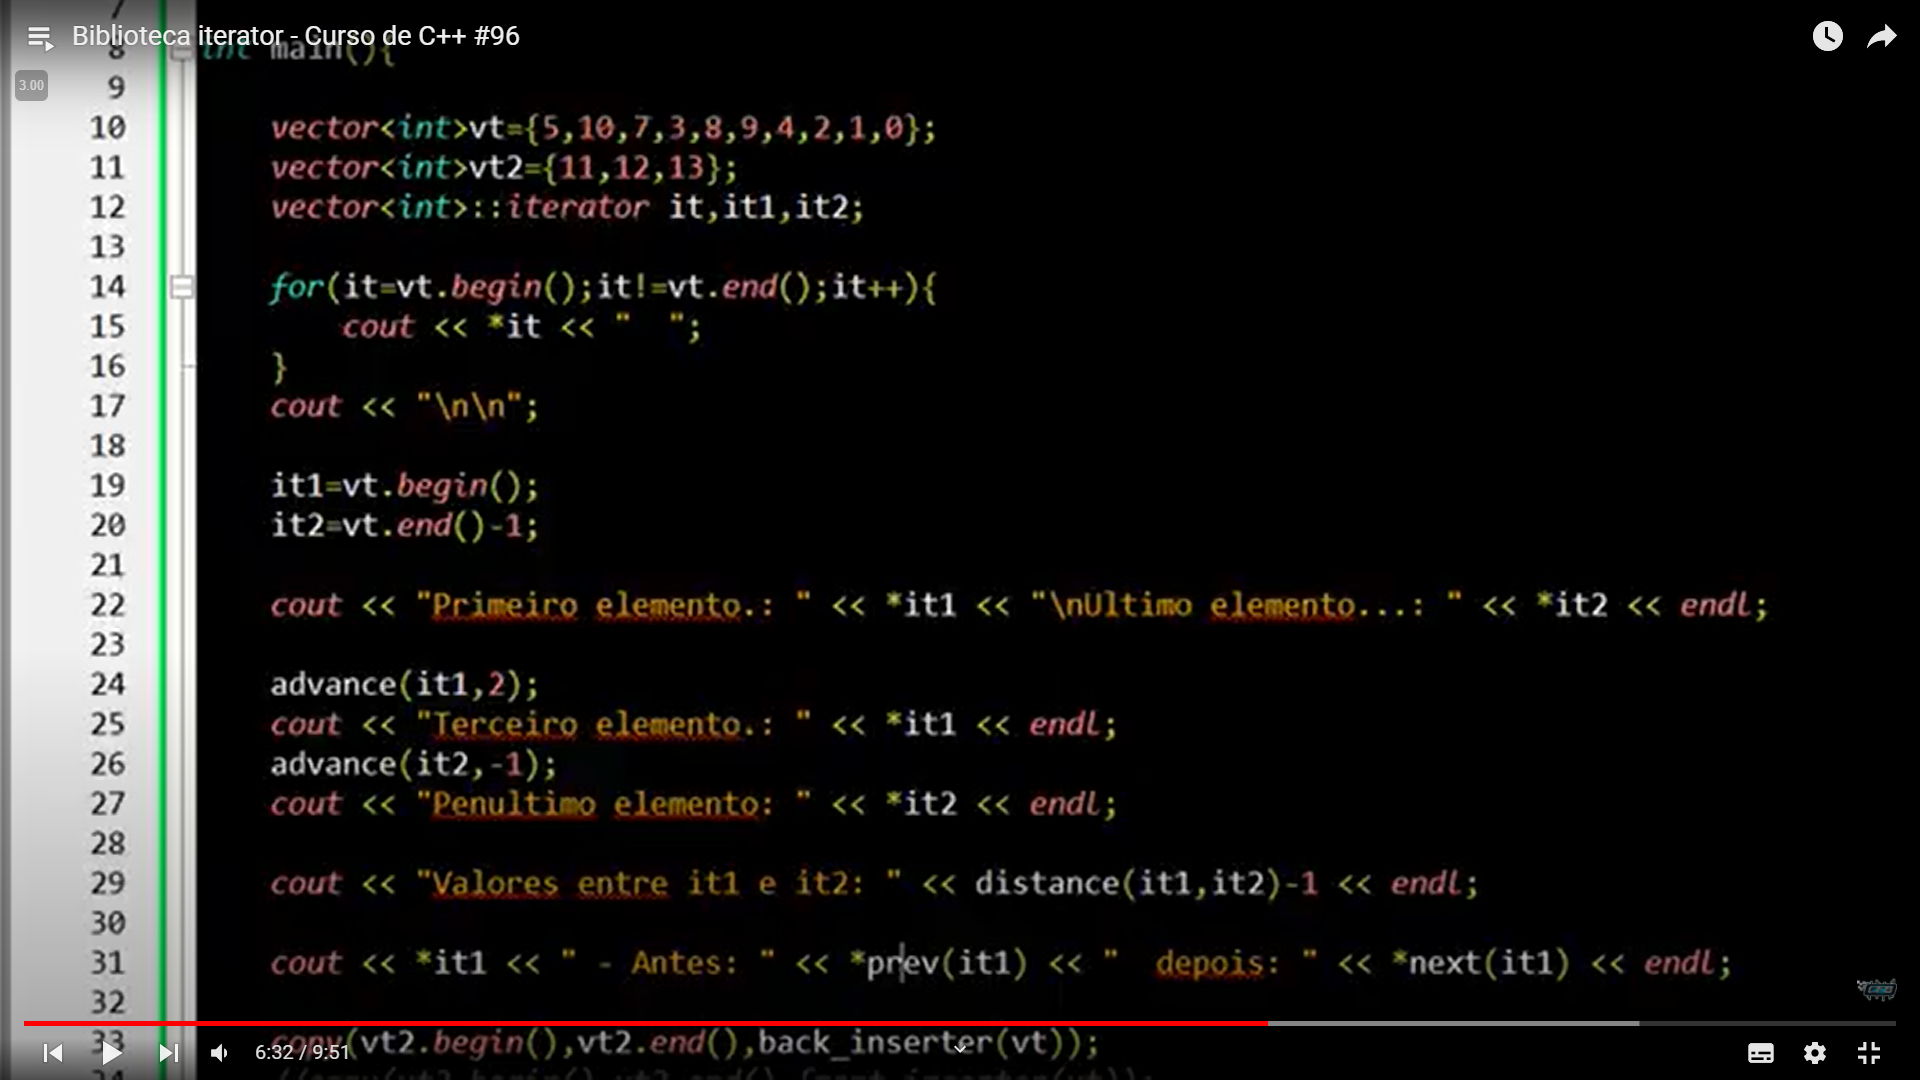 Biblioteca iterator - Curso de C++ #96
3.00
7
8 int main(){
9
10 vector<int>vt={5,10,7,3,8,9,4,2,1,0};
11 vector<int>vt2={11,12,13};
12 vector<int>::iterator it,it1,it2;
13
14 for(it=vt.begin();it!=vt.end();it++){
15 cout << *it << "  ";
16 }
17 cout << "\n\n";
18
19 it1=vt.begin();
20 it2=vt.end()-1;
21
22 cout << "Primeiro elemento.: " << *it1 << "\nUltimo elemento...: " << *it2 << endl;
23
24 advance(it1,2);
25 cout << "Terceiro elemento.: " << *it1 << endl;
26 advance(it2,-1);
27 cout << "Penultimo elemento: " << *it2 << endl;
28
29 cout << "Valores entre it1 e it2: " << distance(it1,it2)-1 << endl;
30
31 cout << *it1 << " - Antes: " << *prev(it1) << "  depois: " << *next(it1) << endl;
32
33 copy(vt2.begin(),vt2.end(),back_inserter(vt));
6:32 / 9:51